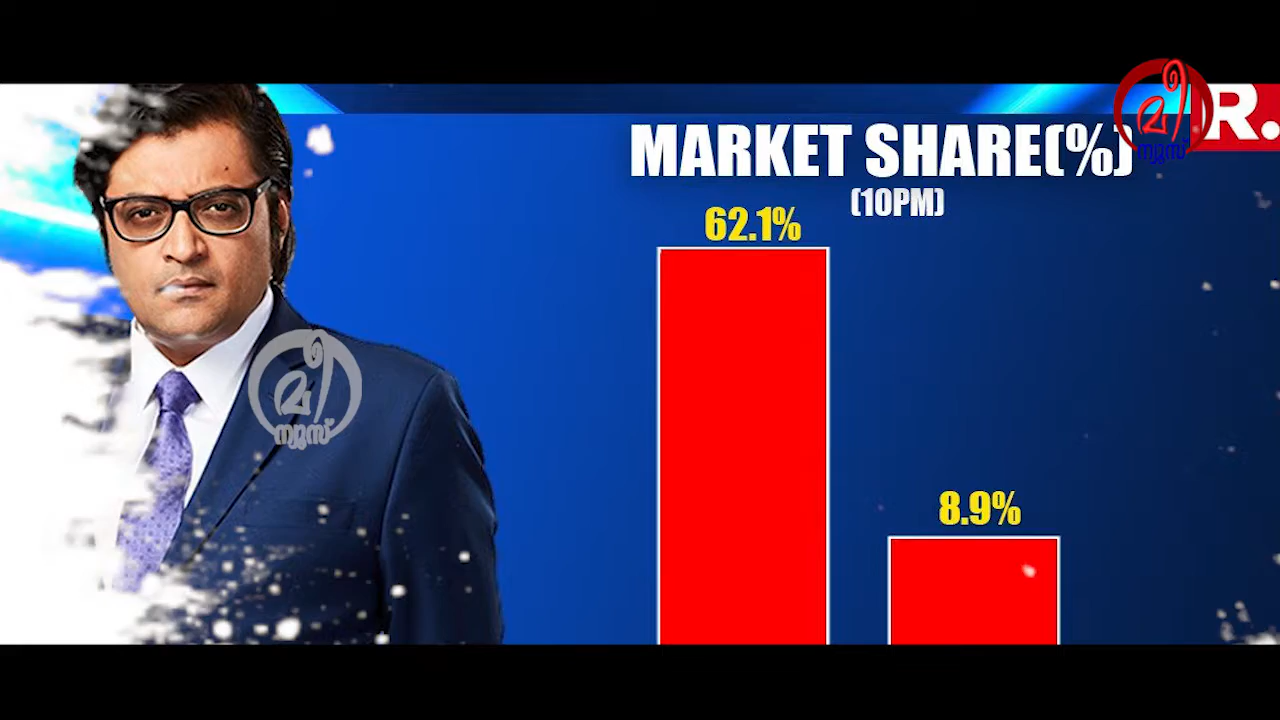 MARKET SHARE(%)
(10PM)
62.1%
8.9%
R.
മീ
ന്യൂസ്
മീ
ന്യൂസ്